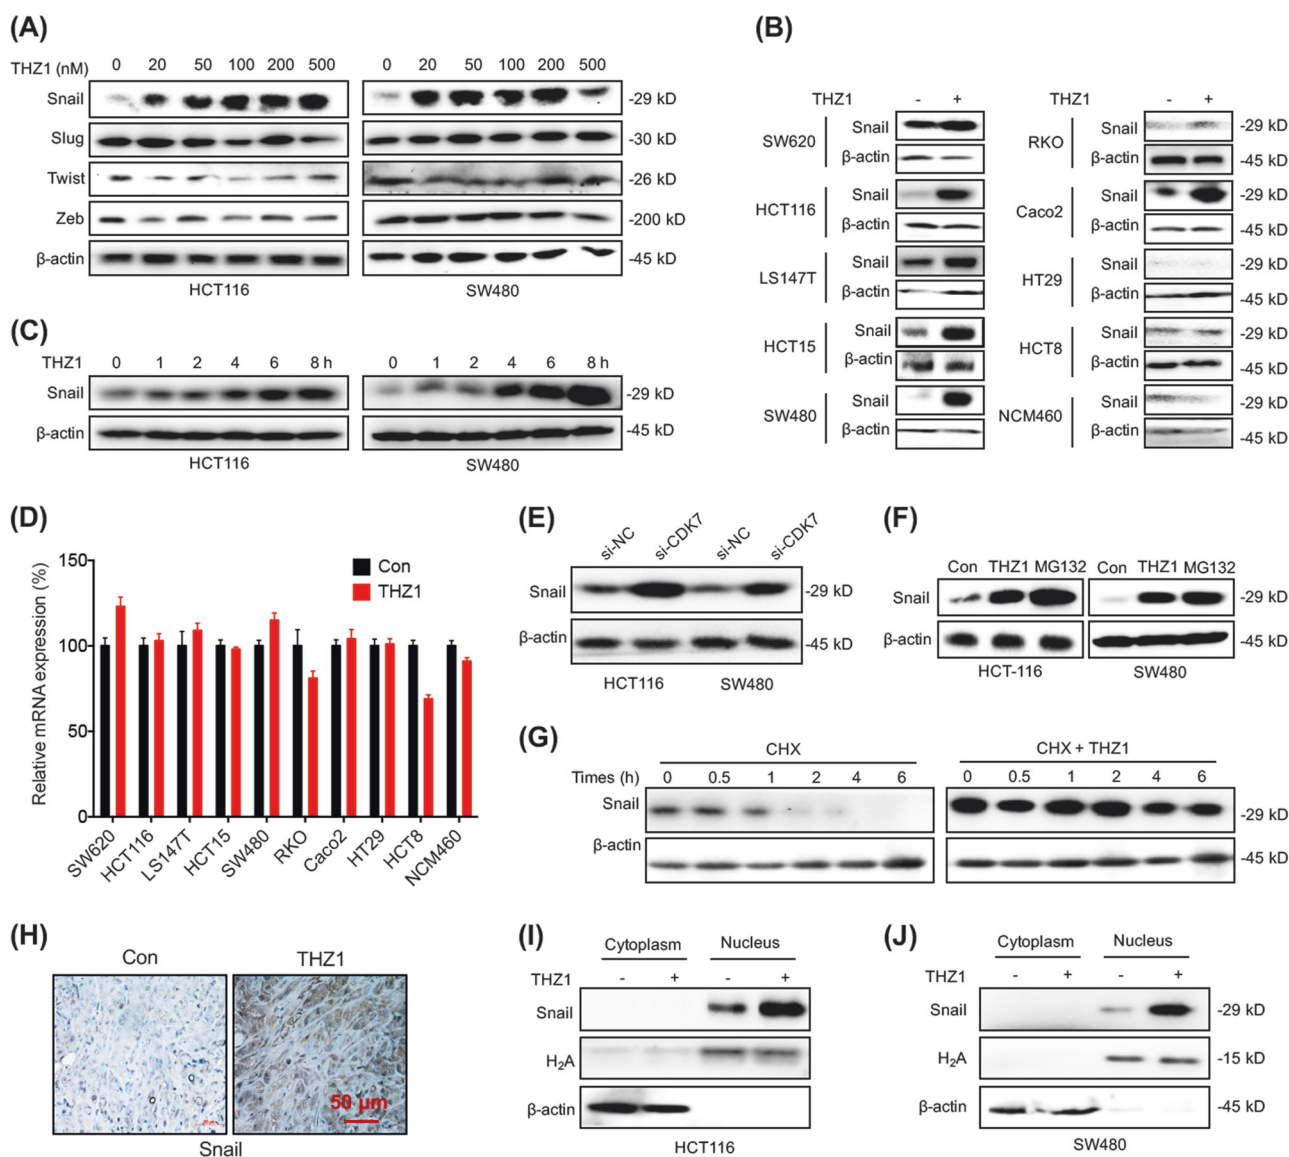 (A)
THZ1 (nM) 0 20 50 100 200 500 0 20 50 100 200 500
Snail -29 kD
Slug -30 kD
Twist -26 kD
Zeb -200 kD
β-actin -45 kD
HCT116 SW480
(B)
THZ1 - + THZ1 - +
SW620 Snail RKO Snail -29 kD
β-actin β-actin -45 kD
HCT116 Snail Caco2 Snail -29 kD
β-actin β-actin -45 kD
LS147T Snail HT29 Snail -29 kD
β-actin β-actin -45 kD
HCT15 Snail HCT8 Snail -29 kD
β-actin β-actin -45 kD
SW480 Snail NCM460 Snail -29 kD
β-actin β-actin -45 kD
(C)
THZ1 0 1 2 4 6 8 h 0 1 2 4 6 8 h
Snail -29 kD
β-actin -45 kD
HCT116 SW480
(D)
Relative mRNA expression (%)
150
100
50
0
Con
THZ1
SW620 HCT116 LS147T HCT15 SW480 RKO Caco2 HT29 HCT8 NCM460
(E)
si-NC si-CDK7 si-NC si-CDK7
Snail -29 kD
β-actin -45 kD
HCT116 SW480
(F)
Con THZ1 MG132 Con THZ1 MG132
Snail -29 kD
β-actin -45 kD
HCT-116 SW480
(G)
CHX CHX + THZ1
Times (h) 0 0.5 1 2 4 6 0 0.5 1 2 4 6
Snail -29 kD
β-actin -45 kD
(H)
Con THZ1
50 μm
Snail
(I)
Cytoplasm Nucleus
THZ1 - + - +
Snail
H₂A
β-actin
HCT116
(J)
Cytoplasm Nucleus
THZ1 - + - +
Snail -29 kD
H₂A -15 kD
β-actin -45 kD
SW480